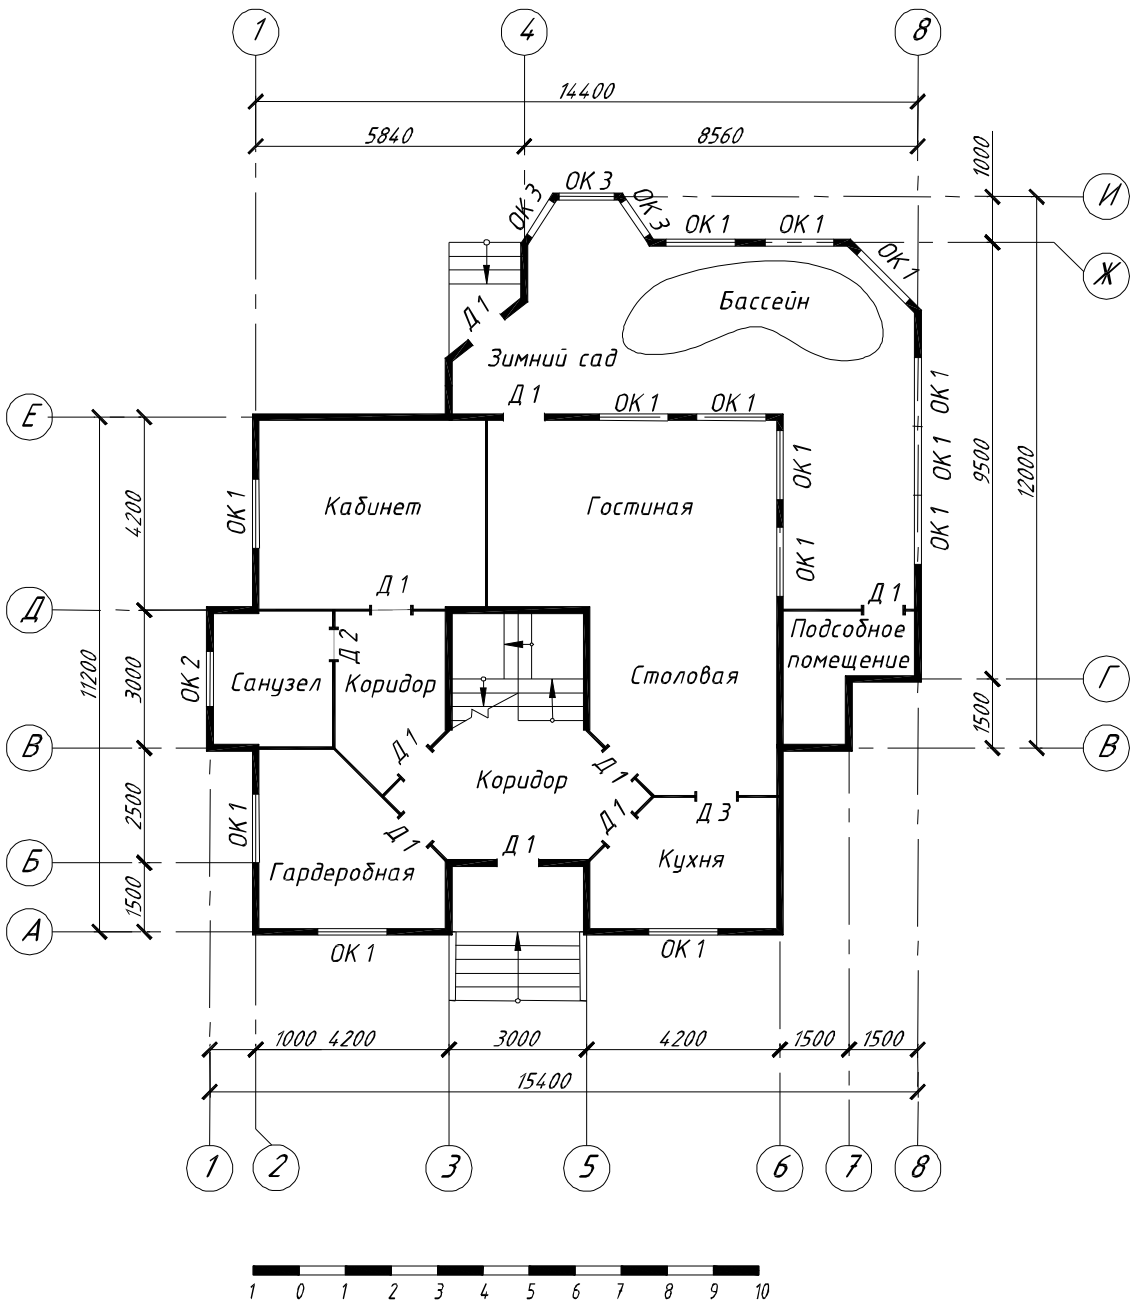 1 4 8
14400
5840 8560
1000
И
ОК 3 ОК 3 ОК 3
ОК 1 ОК 1
ОК 1
Ж
Бассейн
Д 1
Зимний сад
Д 1
ОК 1 ОК 1
ОК 1
ОК 1
ОК 1
9500
12000
Е
4200
ОК 1
Кабинет
Гостиная
ОК 1
ОК 1
Д 1
Д 1
Д
11200
3000
ОК 2
Санузел
Д 2
Коридор
Столовая
Подсобное
помещение
Г
1500
В
В
Д 1
Коридор
Д 1
2500
ОК 1
Д 1
Д 1
Д 3
Д 1
Б
Гардеробная
Кухня
1500
А
ОК 1
ОК 1
1000 4200 3000 4200 1500 1500
15400
1 2 3 5 6 7 8
1 0 1 2 3 4 5 6 7 8 9 10